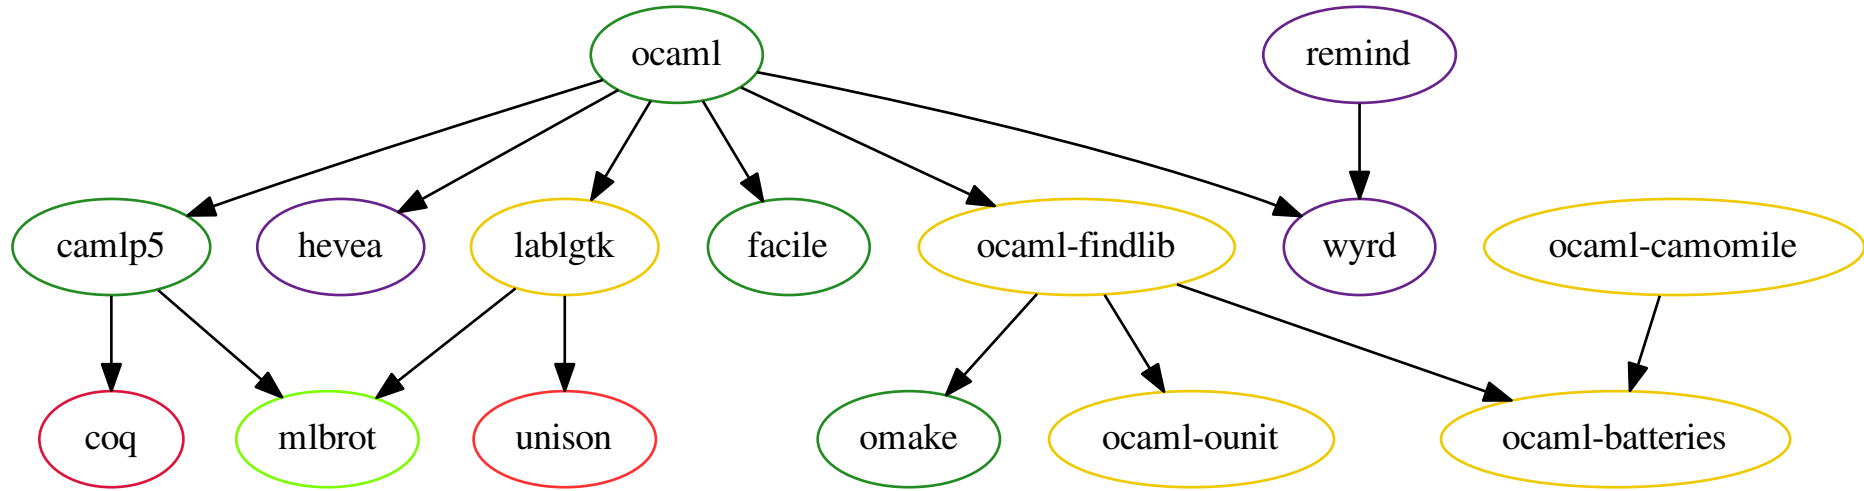 ocaml
remind
camlp5
hevea
lablgtk
facile
ocaml-findlib
wyrd
ocaml-camomile
coq
mlbrot
unison
omake
ocaml-ounit
ocaml-batteries